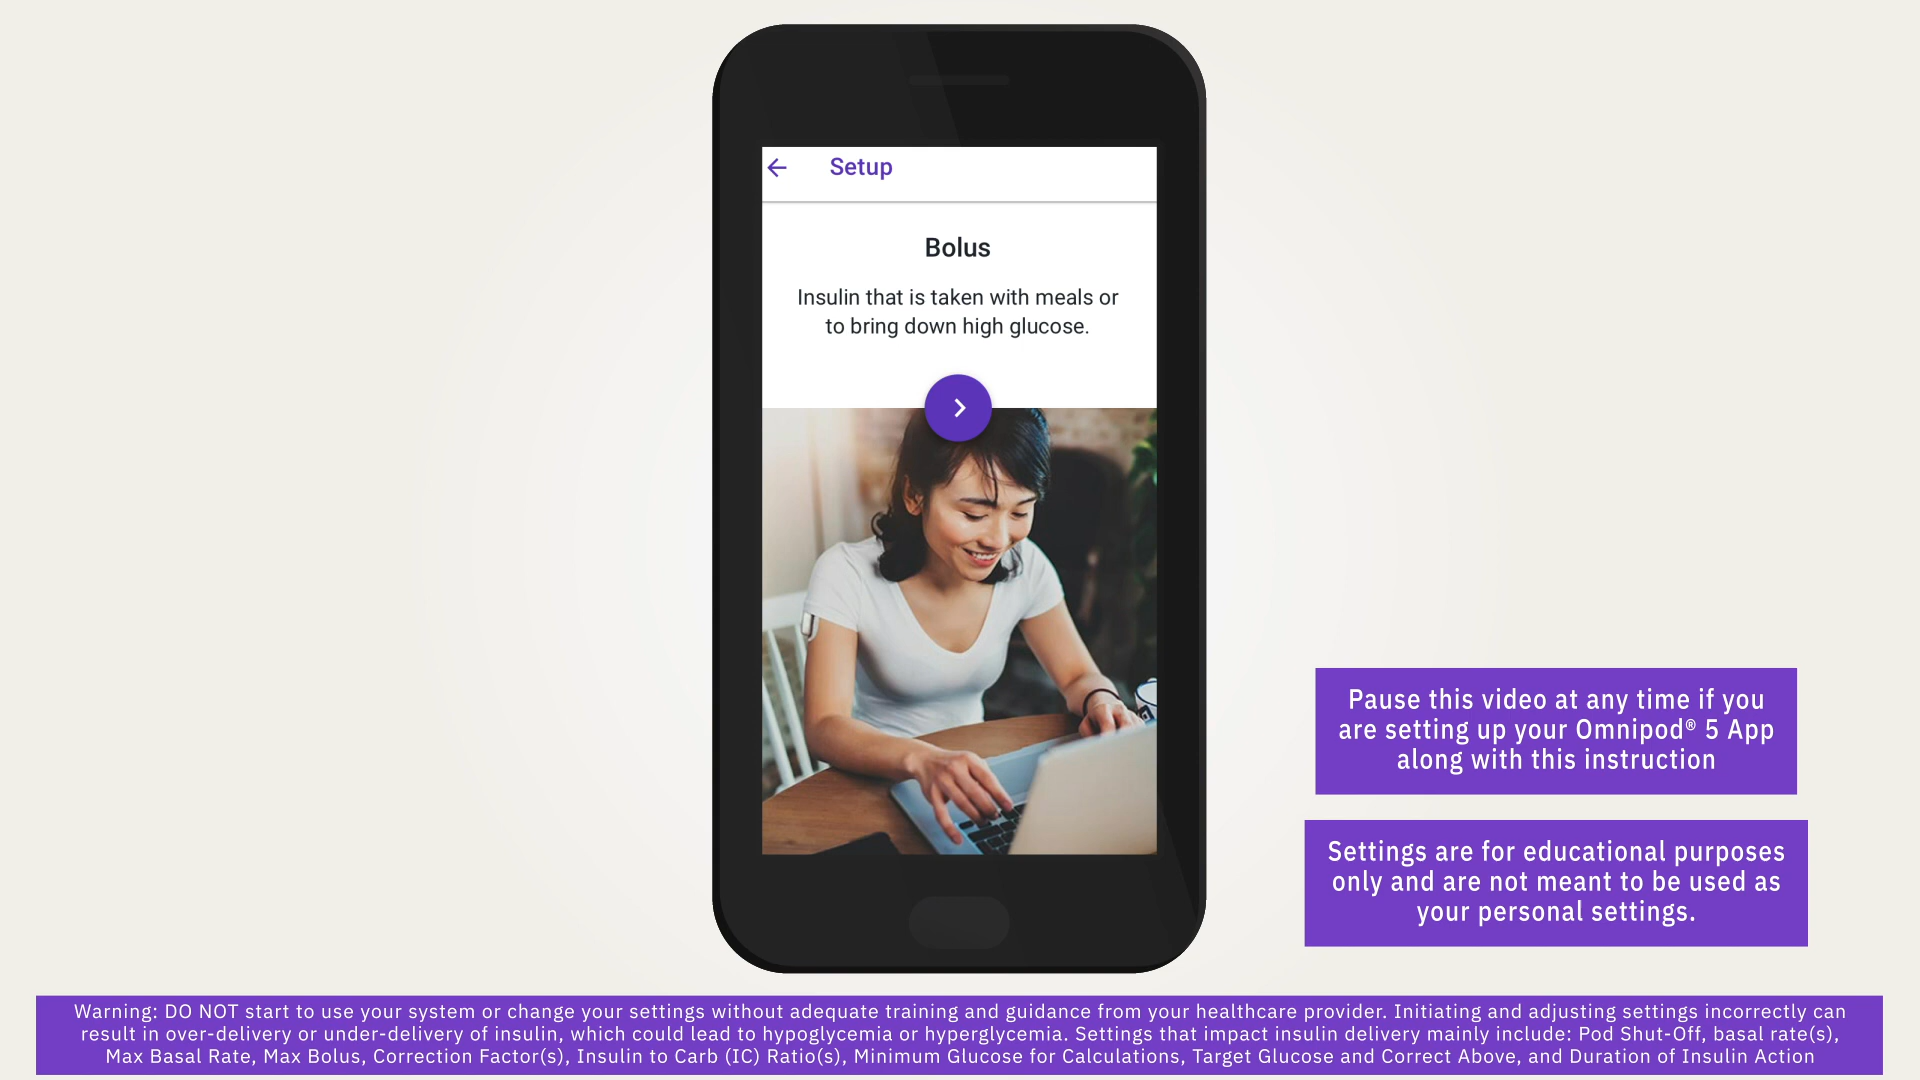 Setup
Bolus
Insulin that is taken with meals or
to bring down high glucose.
Pause this video at any time if you
are setting up your Omnipod® 5 App
along with this instruction
Settings are for educational purposes
only and are not meant to be used as
your personal settings.
Warning: DO NOT start to use your system or change your settings without adequate training and guidance from your healthcare provider. Initiating and adjusting settings incorrectly can
result in over-delivery or under-delivery of insulin, which could lead to hypoglycemia or hyperglycemia. Settings that impact insulin delivery mainly include: Pod Shut-Off, basal rate(s),
Max Basal Rate, Max Bolus, Correction Factor(s), Insulin to Carb (IC) Ratio(s), Minimum Glucose for Calculations, Target Glucose and Correct Above, and Duration of Insulin Action